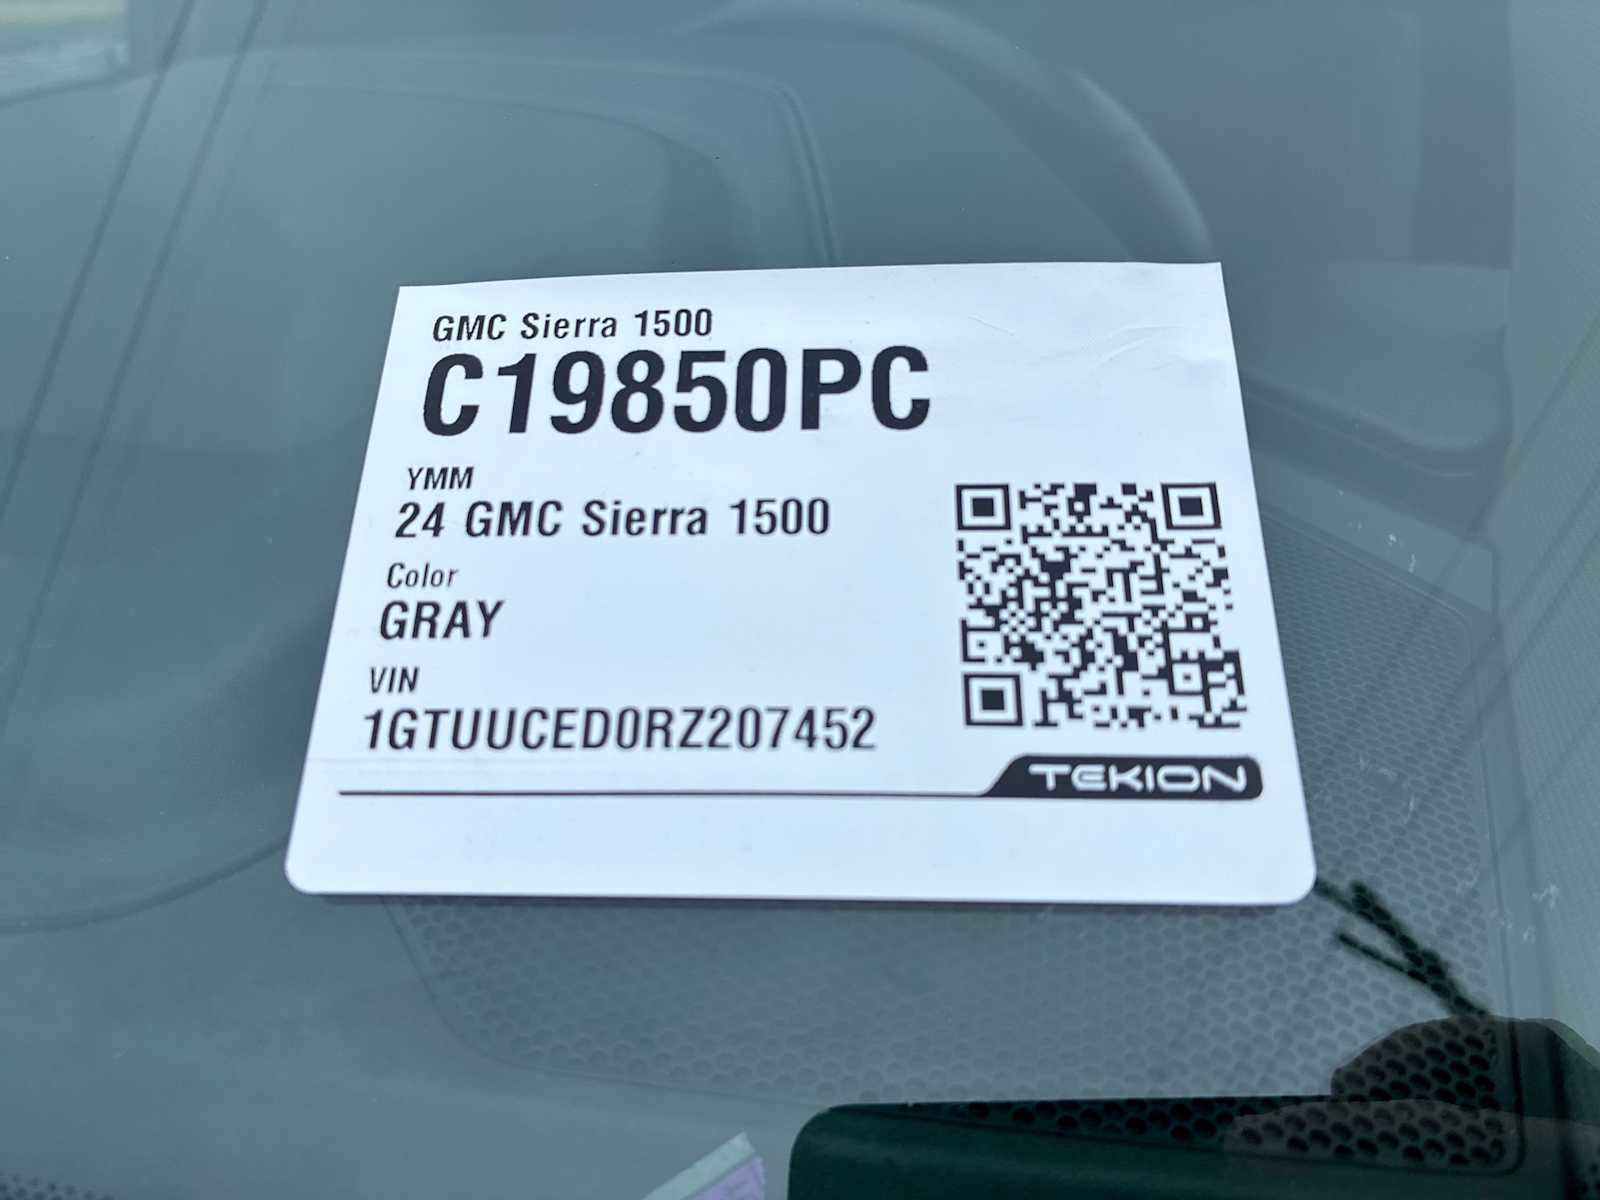 GMC Sierra 1500
C19850PC
YMM
24 GMC Sierra 1500
Color
GRAY
VIN
1GTUUCED0RZ207452
TEKION